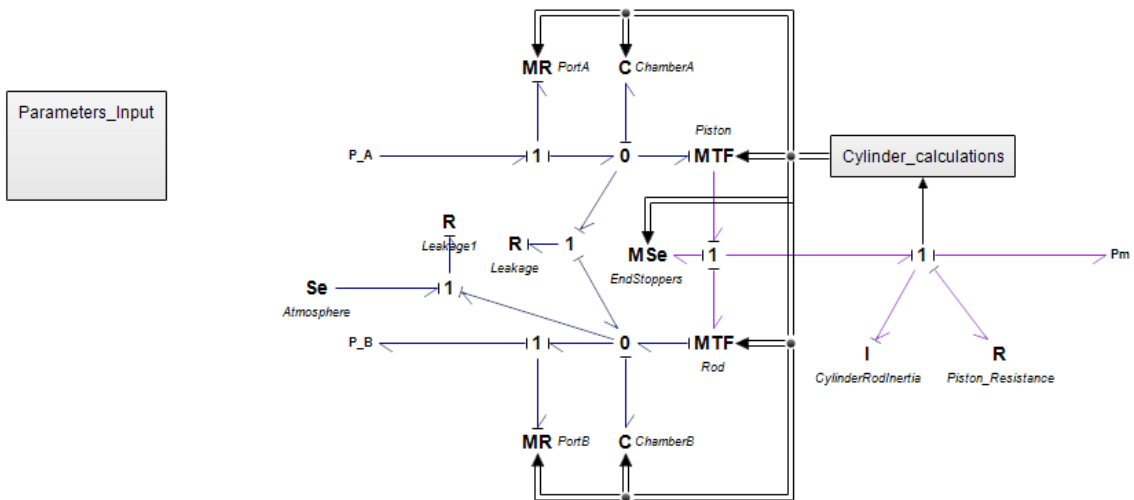 MR PortA
C ChamberA
Parameters_Input
Piston
P_A
1
0
MTF
Cylinder_calculations
R
Leakage1
R
Leakage
1
MSe
EndStoppers
1
1
Pm
Se
Atmosphere
1
P_B
1
0
MTF
Rod
I
CylinderRodInertia
R
Piston_Resistance
MR PortB
C ChamberB